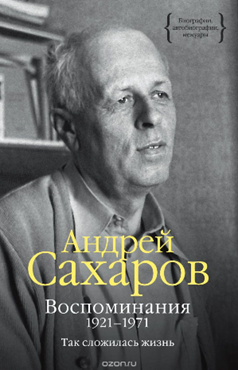 Биографии,
автобиографии,
мемуары
Андрей
Сахаров
Воспоминания
1921–1971
Так сложилась жизнь
ozon.ru